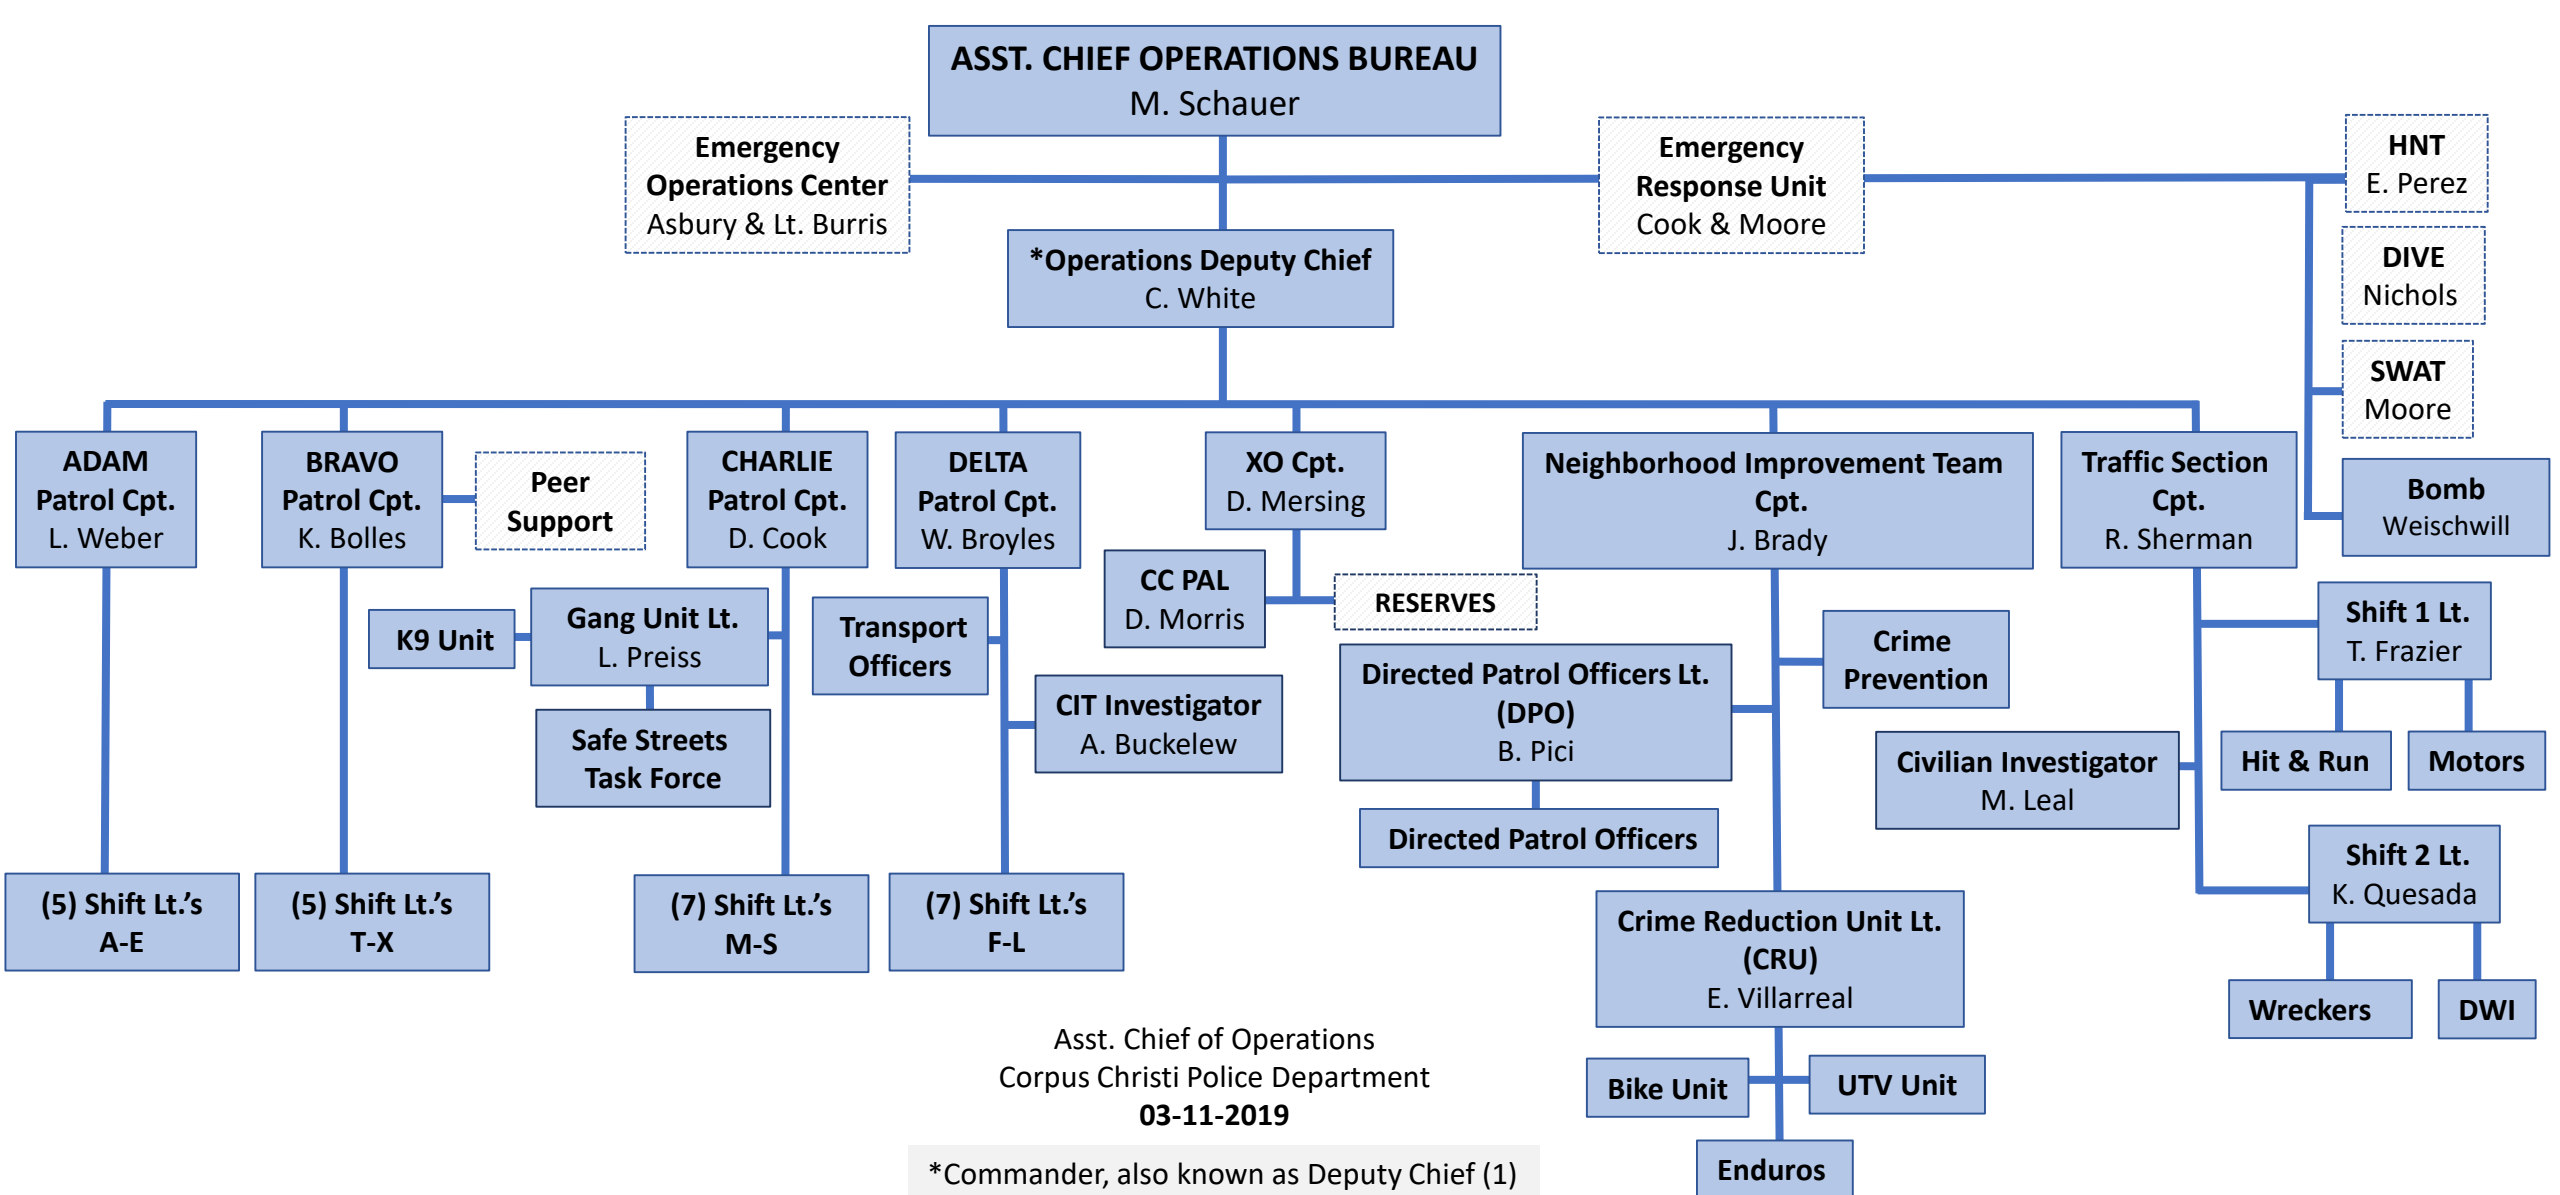 ASST. CHIEF OPERATIONS BUREAU
M. Schauer
Emergency
Operations Center
Asbury & Lt. Burris
Emergency
Response Unit
Cook & Moore
HNT
E. Perez
DIVE
Nichols
SWAT
Moore
Bomb
Weischwill
*Operations Deputy Chief
C. White
ADAM
Patrol Cpt.
L. Weber
BRAVO
Patrol Cpt.
K. Bolles
Peer
Support
CHARLIE
Patrol Cpt.
D. Cook
DELTA
Patrol Cpt.
W. Broyles
XO Cpt.
D. Mersing
Neighborhood Improvement Team
Cpt.
J. Brady
Traffic Section
Cpt.
R. Sherman
K9 Unit
Gang Unit Lt.
L. Preiss
Safe Streets
Task Force
Transport
Officers
CIT Investigator
A. Buckelew
CC PAL
D. Morris
RESERVES
Directed Patrol Officers Lt.
(DPO)
B. Pici
Directed Patrol Officers
Crime
Prevention
Civilian Investigator
M. Leal
Shift 1 Lt.
T. Frazier
Hit & Run
Motors
Shift 2 Lt.
K. Quesada
Wreckers
DWI
(5) Shift Lt.’s
A-E
(5) Shift Lt.’s
T-X
(7) Shift Lt.’s
M-S
(7) Shift Lt.’s
F-L
Crime Reduction Unit Lt.
(CRU)
E. Villarreal
Bike Unit
UTV Unit
Enduros
Asst. Chief of Operations
Corpus Christi Police Department
03-11-2019
*Commander, also known as Deputy Chief (1)